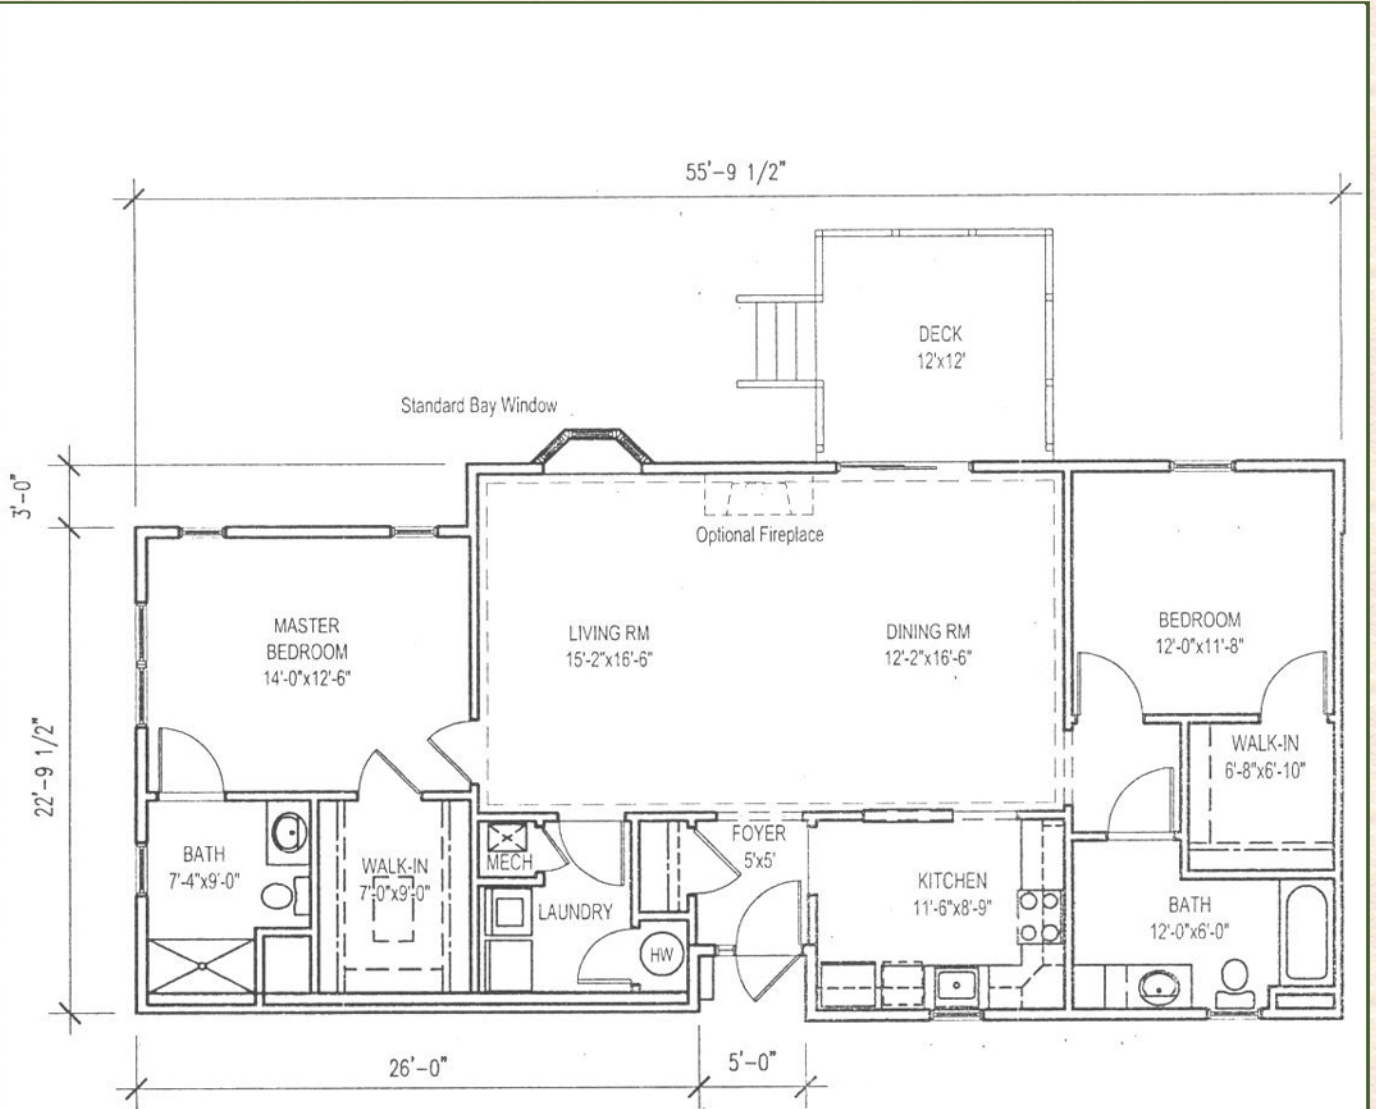 55'-9 1/2"
DECK
12'x12'
Standard Bay Window
3'-0"
Optional Fireplace
MASTER
BEDROOM
14'-0"x12'-6"
LIVING RM
15'-2"x16'-6"
DINING RM
12'-2"x16'-6"
BEDROOM
12'-0"x11'-8"
22'-9 1/2"
WALK-IN
6'-8"x6'-10"
BATH
7'-4"x9'-0"
WALK-IN
7'-0"x9'-0"
MECH
LAUNDRY
HW
FOYER
5'x5'
KITCHEN
11'-6"x8'-9"
BATH
12'-0"x6'-0"
26'-0"
5'-0"